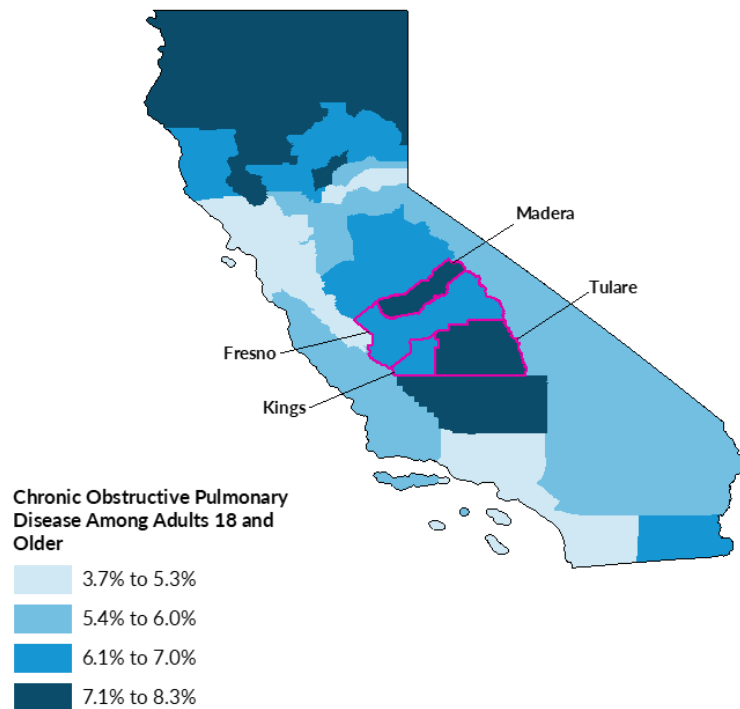 Madera
Tulare
Fresno
Kings
Chronic Obstructive Pulmonary
Disease Among Adults 18 and
Older
3.7% to 5.3%
5.4% to 6.0%
6.1% to 7.0%
7.1% to 8.3%